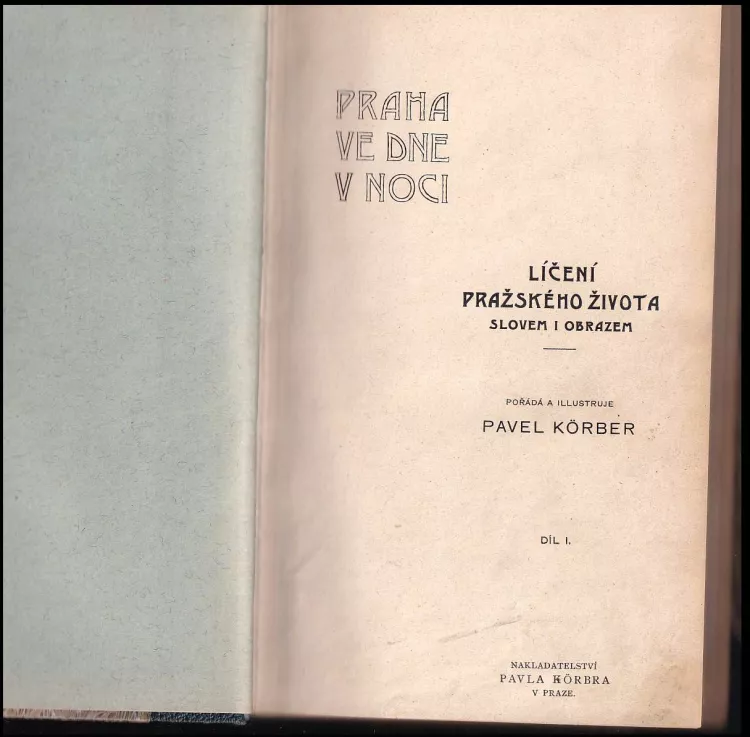 PRAHA
VE DNE
V NOCI
LÍČENÍ
PRAŽSKÉHO ŽIVOTA
SLOVEM I OBRAZEM
POŘÁDÁ A ILLUSTRUJE
PAVEL KÖRBER
DÍL I.
NAKLADATELSTVÍ
PAVLA KÖRBRA
V PRAZE.